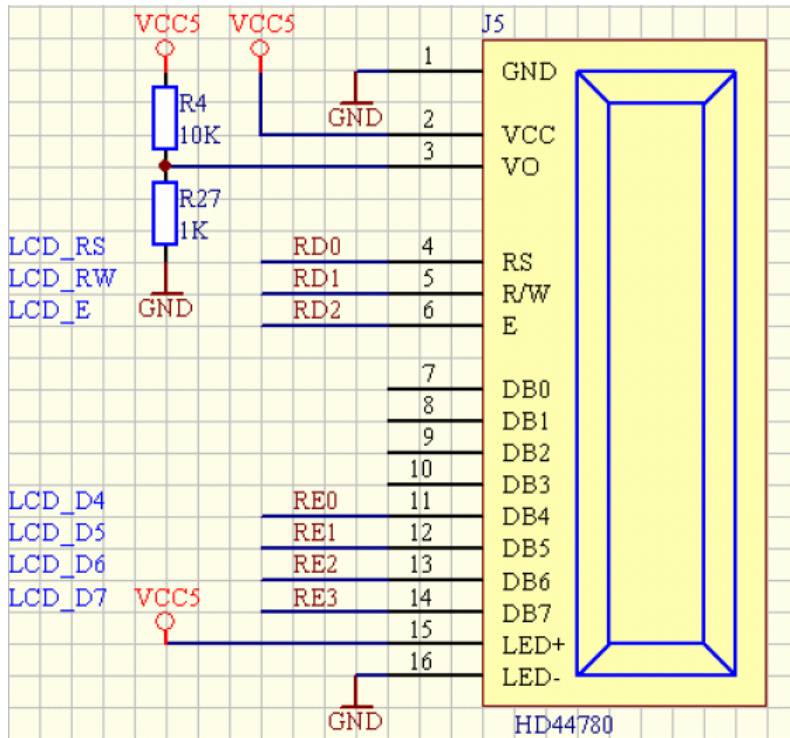 VCC5 VCC5 J5
1 GND
R4
10K
GND
2 VCC
3 VO
R27
1K
LCD_RS RD0 4 RS
LCD_RW RD1 5 R/W
LCD_E GND RD2 6 E
7 DB0
8 DB1
9 DB2
10 DB3
LCD_D4 RE0 11 DB4
LCD_D5 RE1 12 DB5
LCD_D6 RE2 13 DB6
LCD_D7 VCC5 RE3 14 DB7
15 LED+
16 LED-
GND
HD44780